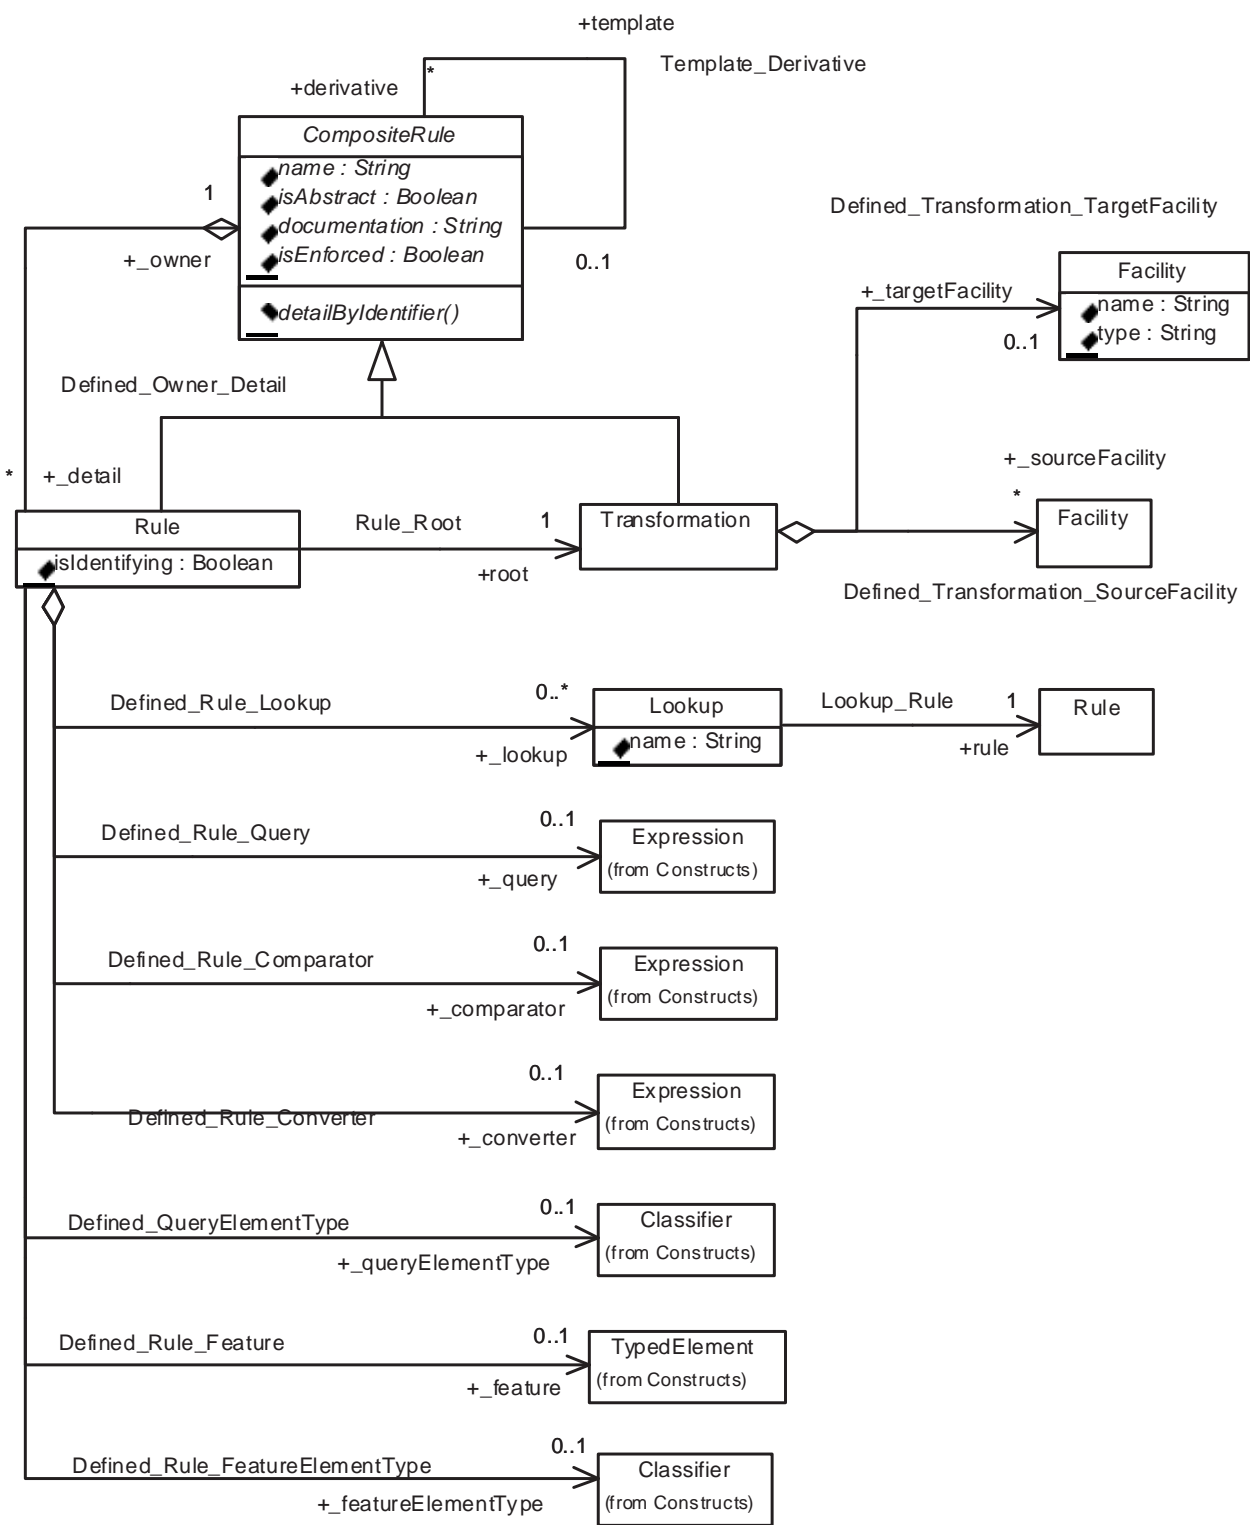 +template
Template_Derivative
*
+derivative
CompositeRule
name : String
isAbstract : Boolean
documentation : String
isEnforced : Boolean
detailByIdentifier()
1
+_owner
0..1
Defined_Transformation_TargetFacility
Facility
name : String
type : String
+_targetFacility
0..1
Defined_Owner_Detail
+_sourceFacility
*
*
+_detail
Rule
isIdentifying : Boolean
Rule_Root
1
+root
Transformation
Facility
Defined_Transformation_SourceFacility
Defined_Rule_Lookup
0..*
+_lookup
Lookup
name : String
Lookup_Rule
1
+rule
Rule
Defined_Rule_Query
0..1
+_query
Expression
(from Constructs)
Defined_Rule_Comparator
0..1
+_comparator
Expression
(from Constructs)
Defined_Rule_Converter
0..1
+_converter
Expression
(from Constructs)
Defined_QueryElementType
0..1
+_queryElementType
Classifier
(from Constructs)
Defined_Rule_Feature
0..1
+_feature
TypedElement
(from Constructs)
Defined_Rule_FeatureElementType
0..1
+_featureElementType
Classifier
(from Constructs)